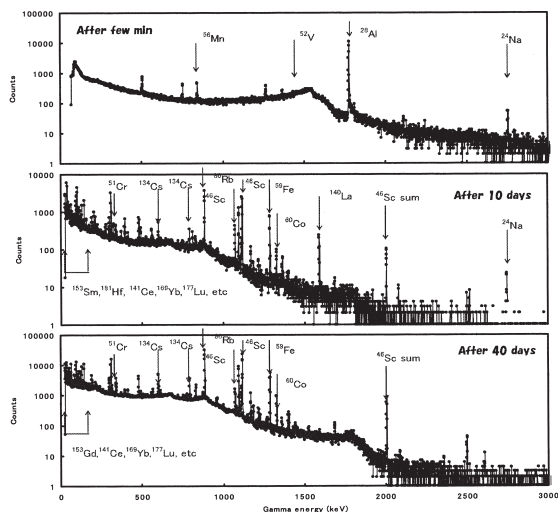 After few min
⁵⁶Mn
⁵²V
²⁸Al
²⁴Na
Counts
100000
10000
1000
100
10
1
After 10 days
⁵¹Cr
¹³⁴Cs
¹³⁴Cs
⁴⁶Sc
⁸⁶Rb
⁴⁶Sc
⁵⁹Fe
⁶⁰Co
¹⁴⁰La
⁴⁶Sc sum
²⁴Na
¹⁵³Sm,¹⁸¹Hf, ¹⁴¹Ce, ¹⁶⁹Yb,¹⁷⁷Lu, etc
Counts
10000
1000
100
10
1
After 40 days
⁵¹Cr
¹³⁴Cs
¹³⁴Cs
⁴⁶Sc
⁸⁶Rb
⁴⁶Sc
⁵⁹Fe
⁶⁰Co
⁴⁶Sc sum
¹⁵³Gd,¹⁴¹Ce,¹⁶⁹Yb,¹⁷⁷Lu, etc
Counts
100000
10000
1000
100
10
1
0 500 1000 1500 2000 2500 3000
Gamma energy (keV)